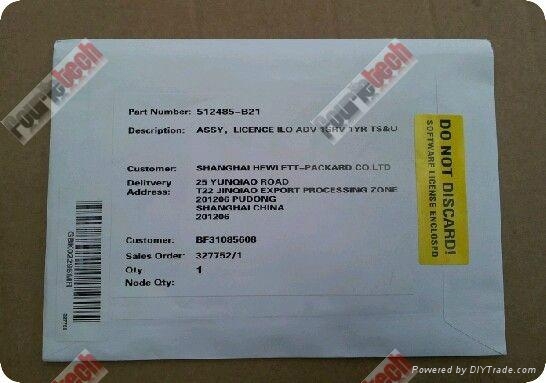 Part Number: 512485-B21
Description: ASSY, LICENCE ILO ADV 1SRV 1YR TS&U
Customer: SHANGHAI HEWLETT-PACKARD CO.LTD
Delitvery 25 YUNQIAO ROAD
Address: T22 JINQIAO EXPORT PROCESSING ZONE
201206 PUDONG
SHANGHAI CHINA
201206
Customer: BF31085608
Sales Order: 327752/1
Qty 1
Node Qty:
DO NOT DISCARD!
SOFTWARE LICENSE ENCLOSED
Powered by DIYTrade.com